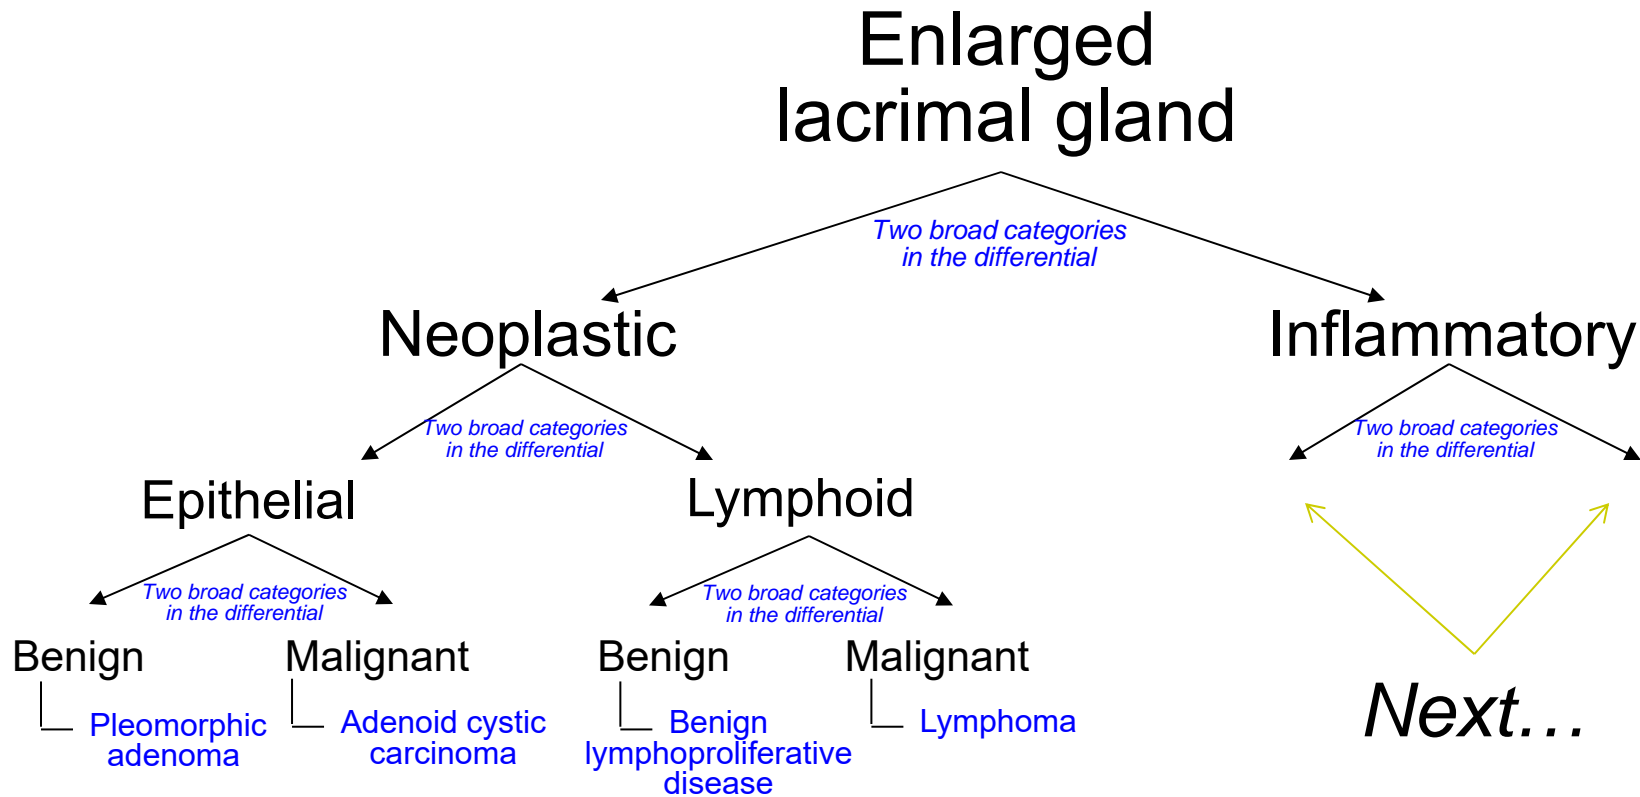 Enlarged
lacrimal gland
Two broad categories
in the differential
Neoplastic
Inflammatory
Two broad categories
in the differential
Two broad categories
in the differential
Epithelial
Lymphoid
Two broad categories
in the differential
Two broad categories
in the differential
Benign
Malignant
Benign
Malignant
Pleomorphic
adenoma
Adenoid cystic
carcinoma
Benign
lymphoproliferative
disease
Lymphoma
Next…